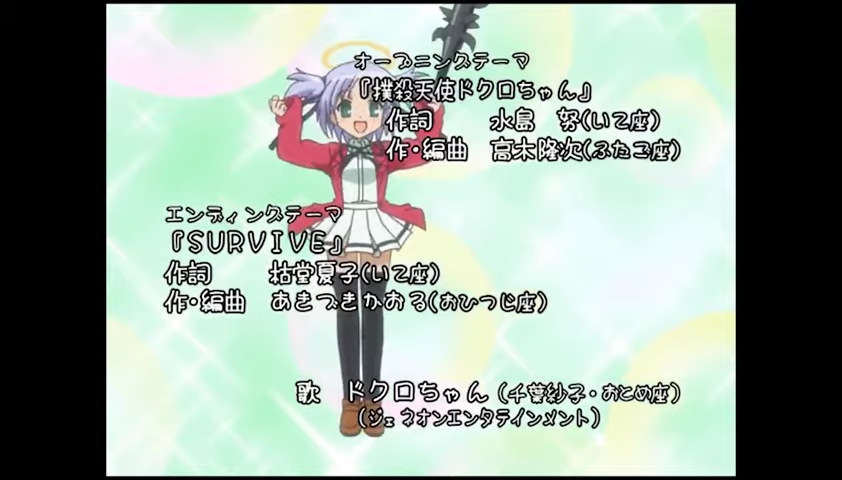 オープニングテーマ
『撲殺天使ドクロちゃん』
作詞　水島　努(いて座)
作・編曲　高木隆次(ふたご座)
エンディングテーマ
『SURVIVE』
作詞　枯堂夏子(いて座)
作・編曲　あきづきかおる(おひつじ座)
歌　ドクロちゃん(千葉紗子・おとめ座)
(ジェネオンエンタテインメント)